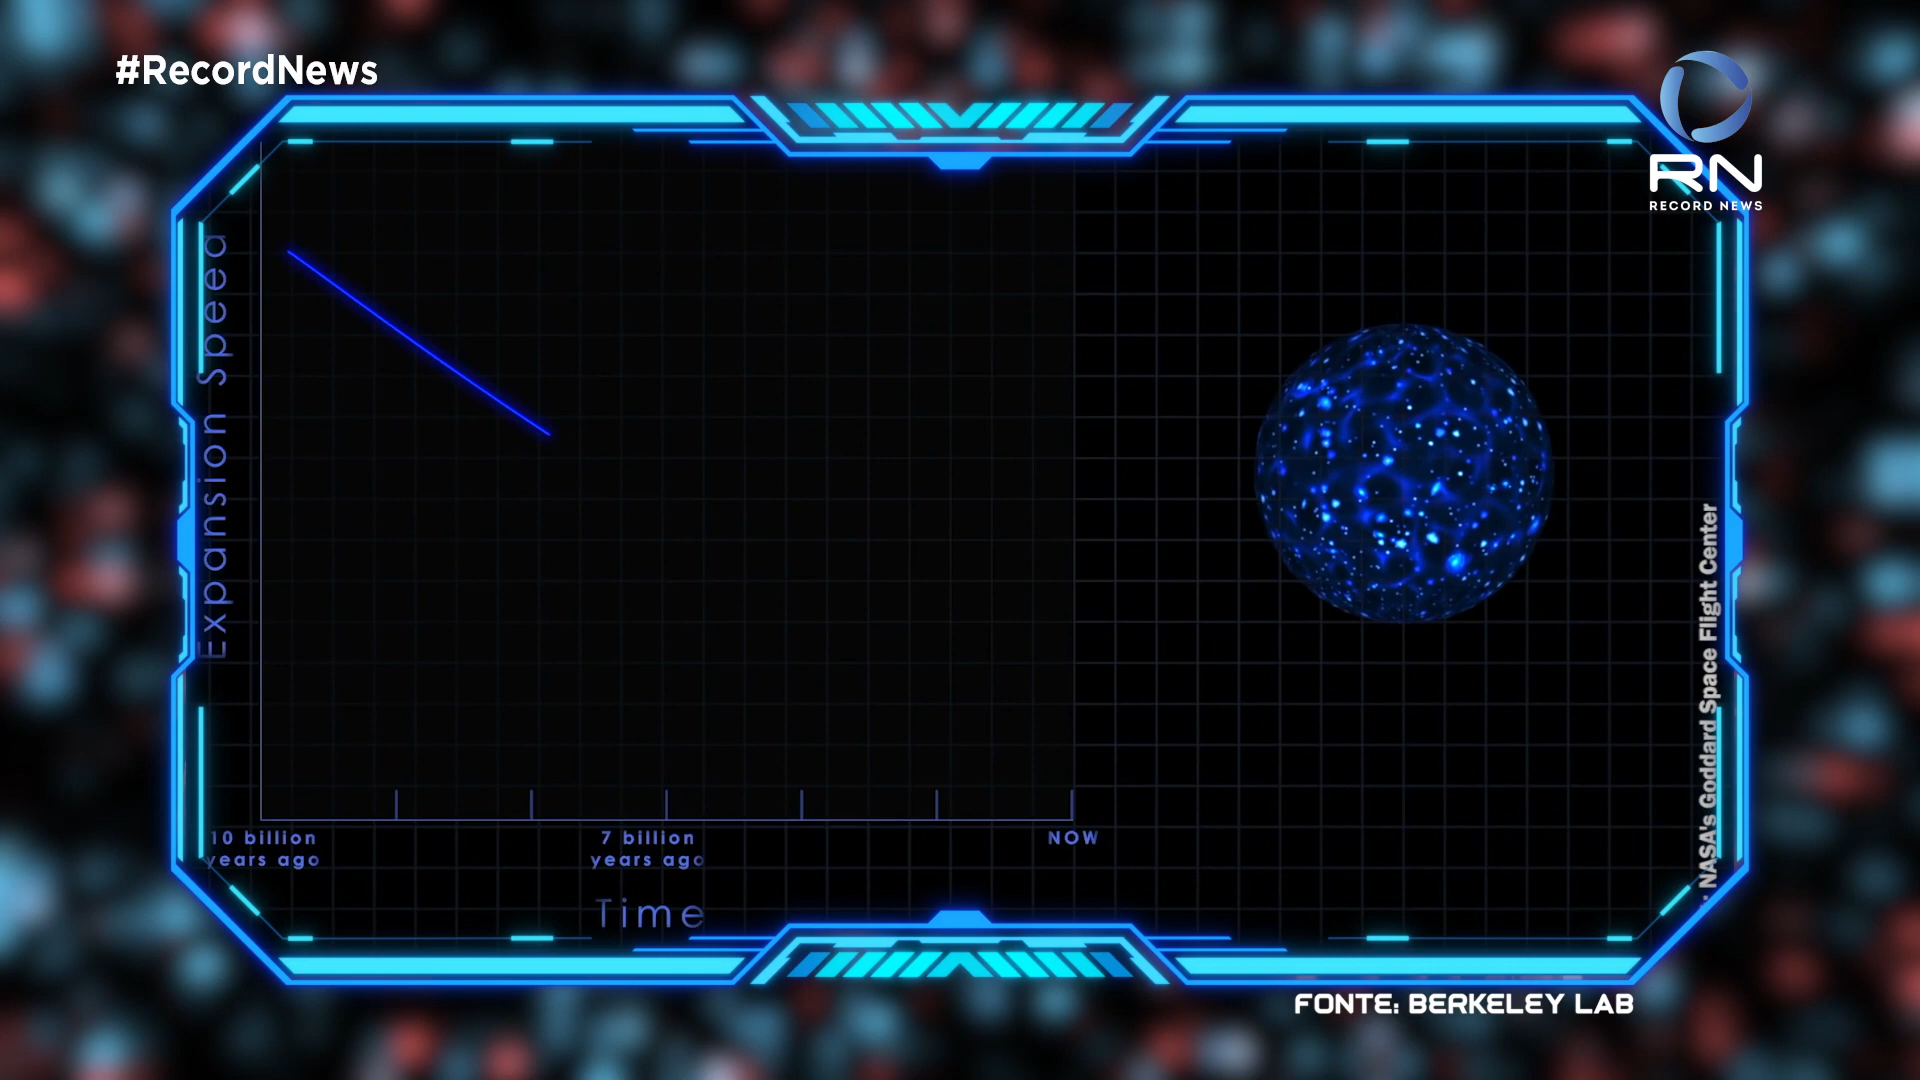 #RecordNews
RN
RECORD NEWS
Expansion Speed
10 billion
years ago
7 billion
years ago
NOW
Time
: NASA's Goddard Space Flight Center
FONTE: BERKELEY LAB